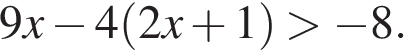 9x − 4(2x + 1) > −8.